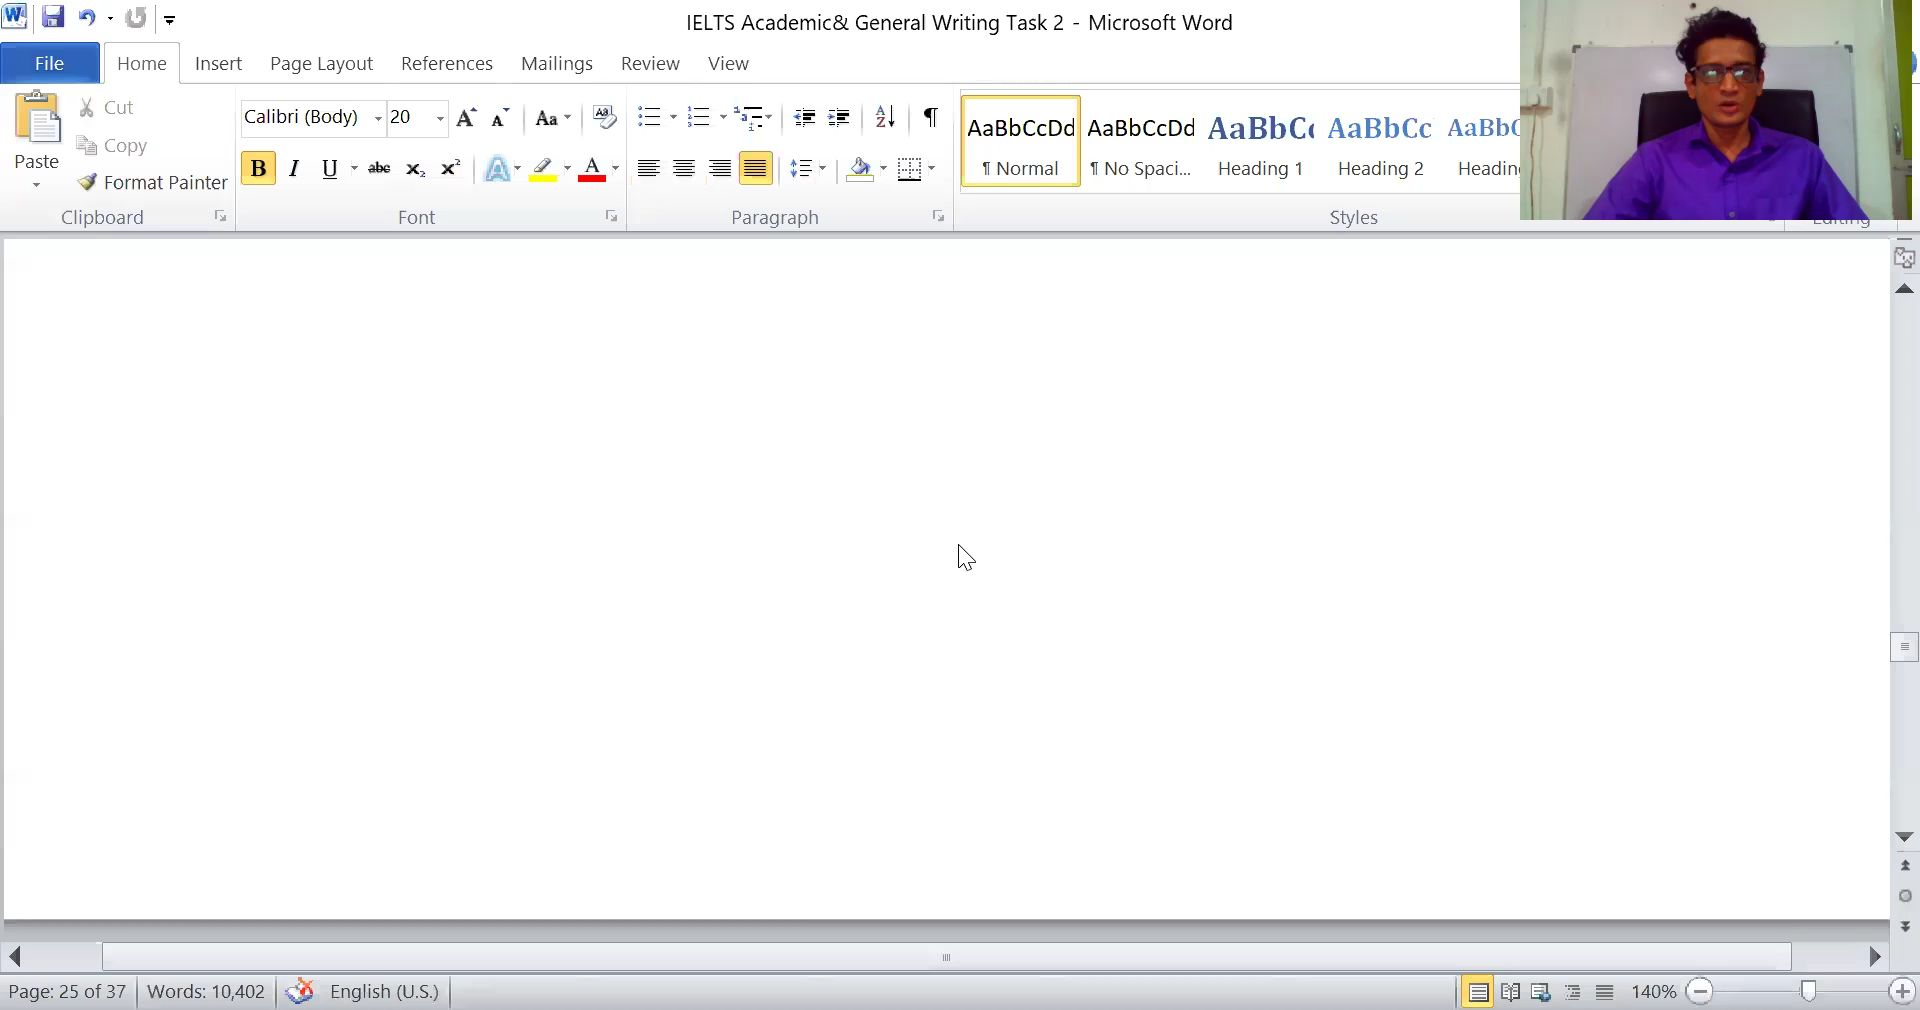 IELTS Academic& General Writing Task 2 - Microsoft Word
File Home Insert Page Layout References Mailings Review View
Paste
Cut
Copy
Format Painter
Clipboard
Calibri (Body) 20
Font
Paragraph
AaBbCcDd AaBbCcDd AaBbCc AaBbCc AaBbC
¶ Normal ¶ No Spaci... Heading 1 Heading 2 Headin
Styles
Editing
Page: 25 of 37 Words: 10,402 English (U.S.) 140%